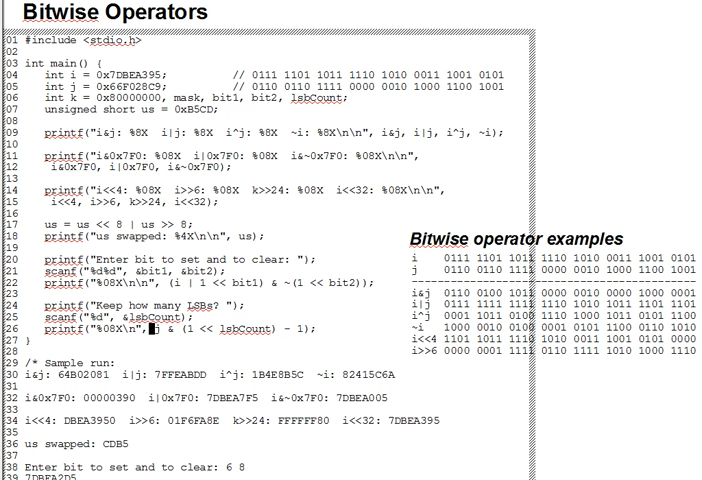 Bitwise Operators
01 #include <stdio.h>
02
03 int main() {
04 int i = 0x7DBEA395; // 0111 1101 1011 1110 1010 0011 1001 0101
05 int j = 0x66F028C9; // 0110 0110 1111 0000 0010 1000 1100 1001
06 int k = 0x80000000, mask, bit1, bit2, lsbCount;
07 unsigned short us = 0xB5CD;
08
09 printf("i&j: %8X i|j: %8X i^j: %8X ~i: %8X\n\n", i&j, i|j, i^j, ~i);
10
11 printf("i&0x7F0: %08X i|0x7F0: %08X i&~0x7F0: %08X\n\n",
12 i&0x7F0, i|0x7F0, i&~0x7F0);
13
14 printf("i<<4: %08X i>>6: %08X k>>24: %08X i<<32: %08X\n\n",
15 i<<4, i>>6, k>>24, i<<32);
16
17 us = us << 8 | us >> 8;
18 printf("us swapped: %4X\n\n", us);
19
20 printf("Enter bit to set and to clear: ");
21 scanf("%d%d", &bit1, &bit2);
22 printf("%08X\n\n", (i | 1 << bit1) & ~(1 << bit2));
23
24 printf("Keep how many LSBs? ");
25 scanf("%d", &lsbCount);
26 printf("%08X\n", j & (1 << lsbCount) - 1);
27 }
28
29 /* Sample run:
30 i&j: 64B02081 i|j: 7FFEABDD i^j: 1B4E8B5C ~i: 82415C6A
31
32 i&0x7F0: 00000390 i|0x7F0: 7DBEA7F5 i&~0x7F0: 7DBEA005
33
34 i<<4: DBEA3950 i>>6: 01F6FA8E k>>24: FFFFFF80 i<<32: 7DBEA395
35
36 us swapped: CDB5
37
38 Enter bit to set and to clear: 6 8
39 7DBEA2D5
Bitwise operator examples
i 0111 1101 1011 1110 1010 0011 1001 0101
j 0110 0110 1111 0000 0010 1000 1100 1001
i&j 0110 0100 1011 0000 0010 0000 1000 0001
i|j 0111 1111 1111 1110 1010 1011 1101 1101
i^j 0001 1011 0100 1110 1000 1011 0101 1100
~i 1000 0010 0100 0001 0101 1100 0110 1010
i<<4 1101 1011 1110 1010 0011 1001 0101 0000
i>>6 0000 0001 1111 0110 1111 1010 1000 1110